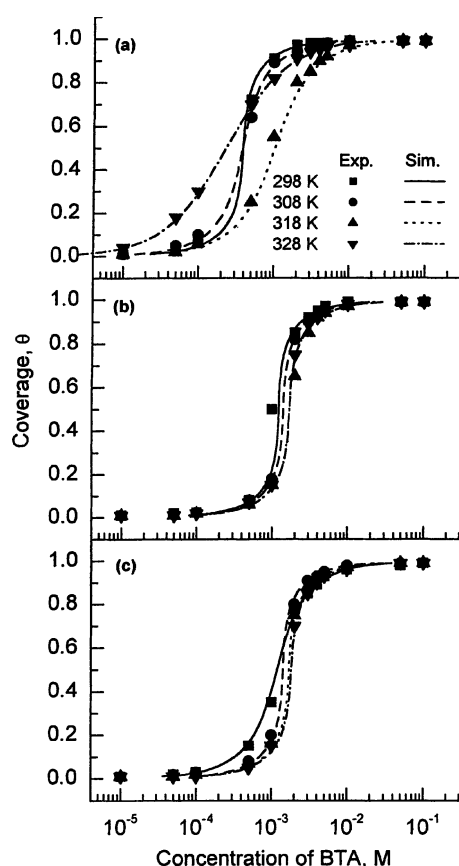 (a)
1.0
0.8
0.6
0.4
0.2
0.0
Exp. Sim.
298 K
308 K
318 K
328 K
(b)
1.0
0.8
0.6
0.4
0.2
0.0
Coverage, θ
(c)
1.0
0.8
0.6
0.4
0.2
0.0
10⁻⁵ 10⁻⁴ 10⁻³ 10⁻² 10⁻¹
Concentration of BTA, M